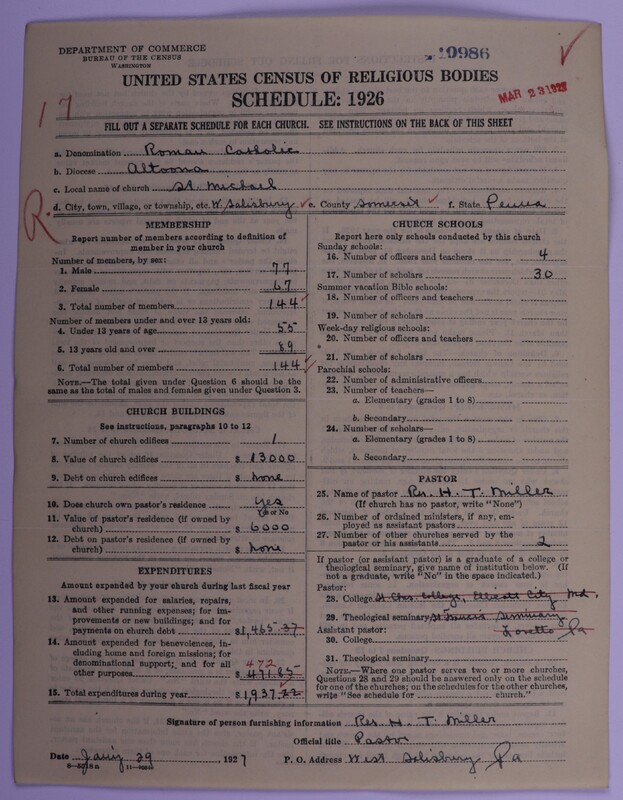 DEPARTMENT OF COMMERCE
BUREAU OF THE CENSUS
WASHINGTON
10986
UNITED STATES CENSUS OF RELIGIOUS BODIES
SCHEDULE: 1926
MAR 23 1927
17
FILL OUT A SEPARATE SCHEDULE FOR EACH CHURCH. SEE INSTRUCTIONS ON THE BACK OF THIS SHEET
a. Denomination Roman Catholic
b. Diocese Altoona
c. Local name of church St. Michael
d. City, town, village, or township, etc. W. Salisbury e. County Somerset f. State Penna
R.
MEMBERSHIP
Report number of members according to definition of member in your church
Number of members, by sex:
1. Male 77
2. Female 67
3. Total number of members 144
Number of members under and over 13 years old:
4. Under 13 years of age 55
5. 13 years old and over 89
6. Total number of members 144
NOTE.—The total given under Question 6 should be
same as the total of males and females given under Question 3.
CHURCH BUILDINGS
See instructions, paragraphs 10 to 12
7. Number of church edifices 1
8. Value of church edifices $ 13000
9. Debt on church edifices $ none
10. Does church own pastor's residence Yes
Yes or No
11. Value of pastor's residence (if owned by
church) $ 6000
12. Debt on pastor's residence (if owned by
church) $ none
EXPENDITURES
Amount expended by your church during last fiscal year
13. Amount expended for salaries, repairs,
and other running expenses; for im-
provements or new buildings; and for
payments on church debt $1,465.37
14. Amount expended for benevolences, in-
cluding home and foreign missions; for
denominational support; and for all
other purposes $ 471.85
472
15. Total expenditures during year $ 1,937.22
CHURCH SCHOOLS
Report here only schools conducted by this church
Sunday schools:
16. Number of officers and teachers 4
17. Number of scholars 30
Summer vacation Bible schools:
18. Number of officers and teachers
19. Number of scholars
Week-day religious schools:
20. Number of officers and teachers
21. Number of scholars
Parochial schools:
22. Number of administrative officers
23. Number of teachers—
a. Elementary (grades 1 to 8)
b. Secondary
24. Number of scholars—
a. Elementary (grades 1 to 8)
b. Secondary
PASTOR
25. Name of pastor Rev. H. T. Miller
(If church has no pastor, write "None")
26. Number of ordained ministers, if any, em-
ployed as assistant pastors
27. Number of other churches served by the
pastor or his assistants 2
If pastor (or assistant pastor) is a graduate of a college or
theological seminary, give name of institution below. (If
not a graduate, write "No" in the space indicated.)
Pastor:
28. College St Chas. College, Ellicott City Md.
29. Theological seminary St Francis Seminary
Assistant pastor: Loretto Pa
30. College
31. Theological seminary
NOTE.—Where one pastor serves two or more churches,
Questions 28 and 29 should be answered only on the schedule
for one of the churches; on the schedules for the other churches,
write "See schedule for church."
Signature of person furnishing information Rev. H. T. Miller
Official title Pastor
Date Jan'y 29, 1927 P. O. Address West Salisbury Pa